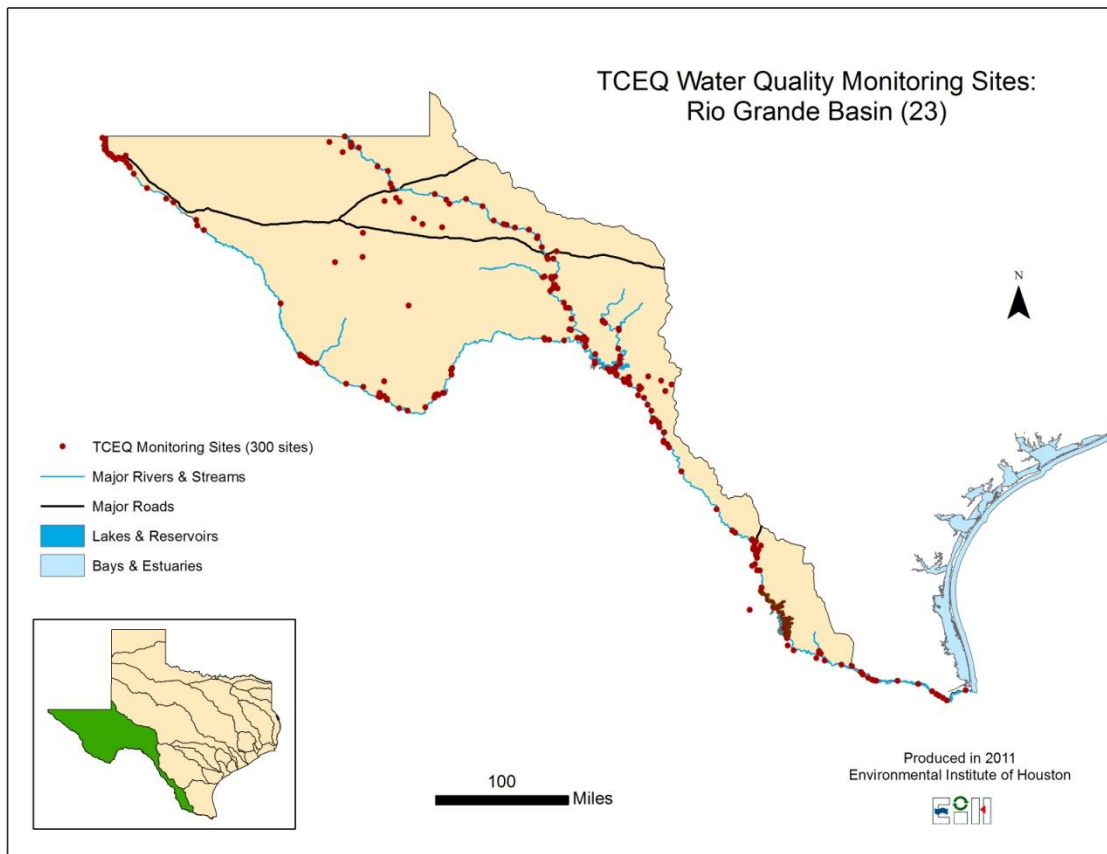 TCEQ Water Quality Monitoring Sites:
Rio Grande Basin (23)
N
TCEQ Monitoring Sites (300 sites)
Major Rivers & Streams
Major Roads
Lakes & Reservoirs
Bays & Estuaries
100
Miles
Produced in 2011
Environmental Institute of Houston
EIH